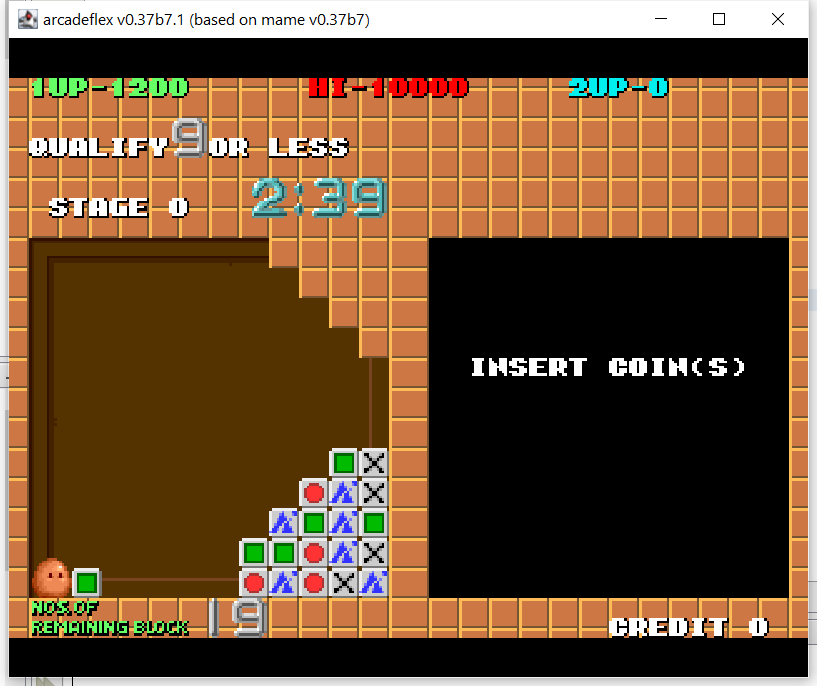 arcadeflex v0.37b7.1 (based on mame v0.37b7)
1UP-1200 HI-10000 2UP-0
QUALIFY 9 OR LESS
STAGE 0 2:39
INSERT COIN(S)
NOS.OF
REMAINING BLOCK 19
CREDIT 0